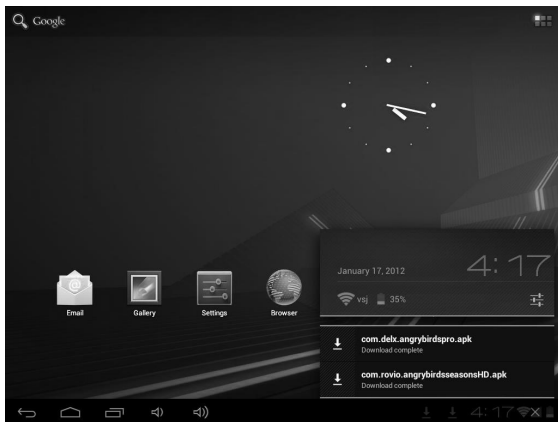 Google
January 17, 2012
4:17
vsj 35%
Email
Gallery
Settings
Browser
com.delx.angrybirdspro.apk
Download complete
com.rovio.angrybirdsseasonsHD.apk
Download complete
4:17